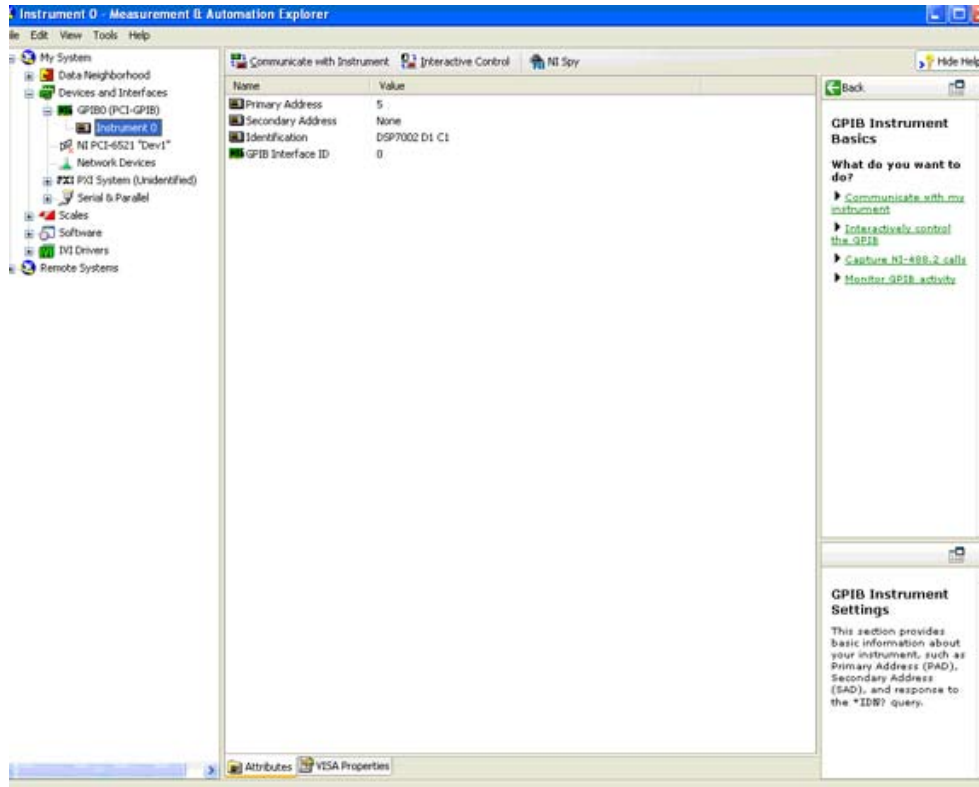 Instrument 0 - Measurement & Automation Explorer
Edit View Tools Help
My System
Data Neighborhood
Devices and Interfaces
GPIB0 (PCI-GPIB)
Instrument 0
NI PCI-6521 "Dev1"
Network Devices
PXI PXI System (Unidentified)
Serial & Parallel
Scales
Software
IVI Drivers
Remote Systems
Communicate with Instrument Interactive Control NI Spy
Hide Help
Name Value
Primary Address 5
Secondary Address None
Identification DSP7002 D1 C1
GPIB Interface ID 0
Back
GPIB Instrument
Basics
What do you want to
do?
Communicate with my
instrument
Interactively control
the GPIB
Capture NI-488.2 calls
Monitor GPIB activity
GPIB Instrument
Settings
This section provides
basic information about
your instrument, such as
Primary Address (PAD),
Secondary Address
(SAD), and response to
the *IDN? query.
Attributes VISA Properties